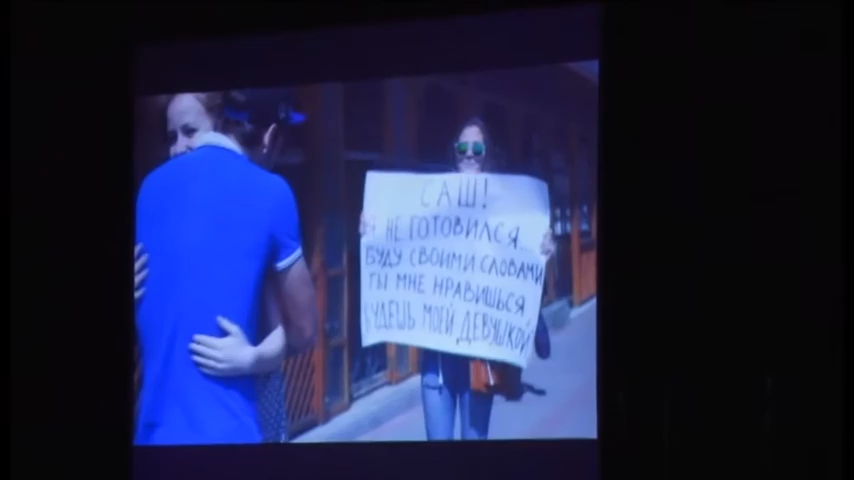 САШ!
Я НЕ ГОТОВИЛСЯ...
БУДУ СВОИМИ СЛОВАМИ
ТЫ МНЕ НРАВИШЬСЯ
БУДЕШЬ МОЕЙ ДЕВУШКОЙ